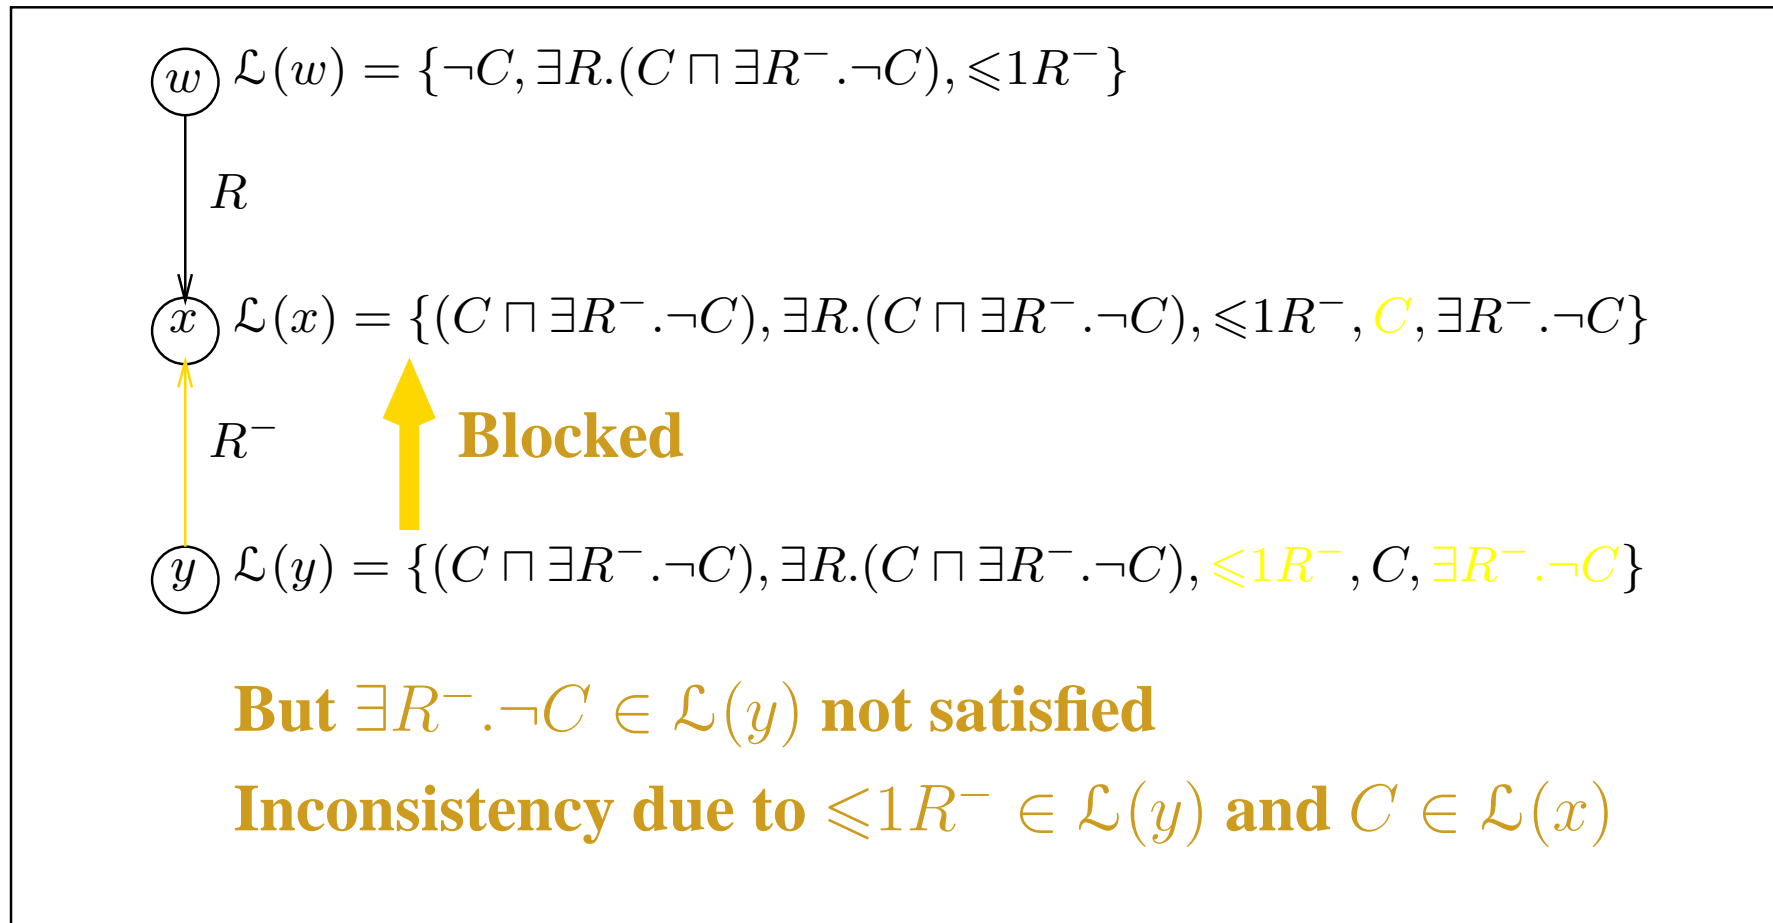 w ℒ(w) = {¬C, ∃R.(C ⊓ ∃R⁻.¬C), ⩽1R⁻}
R
x ℒ(x) = {(C ⊓ ∃R⁻.¬C), ∃R.(C ⊓ ∃R⁻.¬C), ⩽1R⁻, C, ∃R⁻.¬C}
R⁻ Blocked
y ℒ(y) = {(C ⊓ ∃R⁻.¬C), ∃R.(C ⊓ ∃R⁻.¬C), ⩽1R⁻, C, ∃R⁻.¬C}
But ∃R⁻.¬C ∈ ℒ(y) not satisfied
Inconsistency due to ⩽1R⁻ ∈ ℒ(y) and C ∈ ℒ(x)